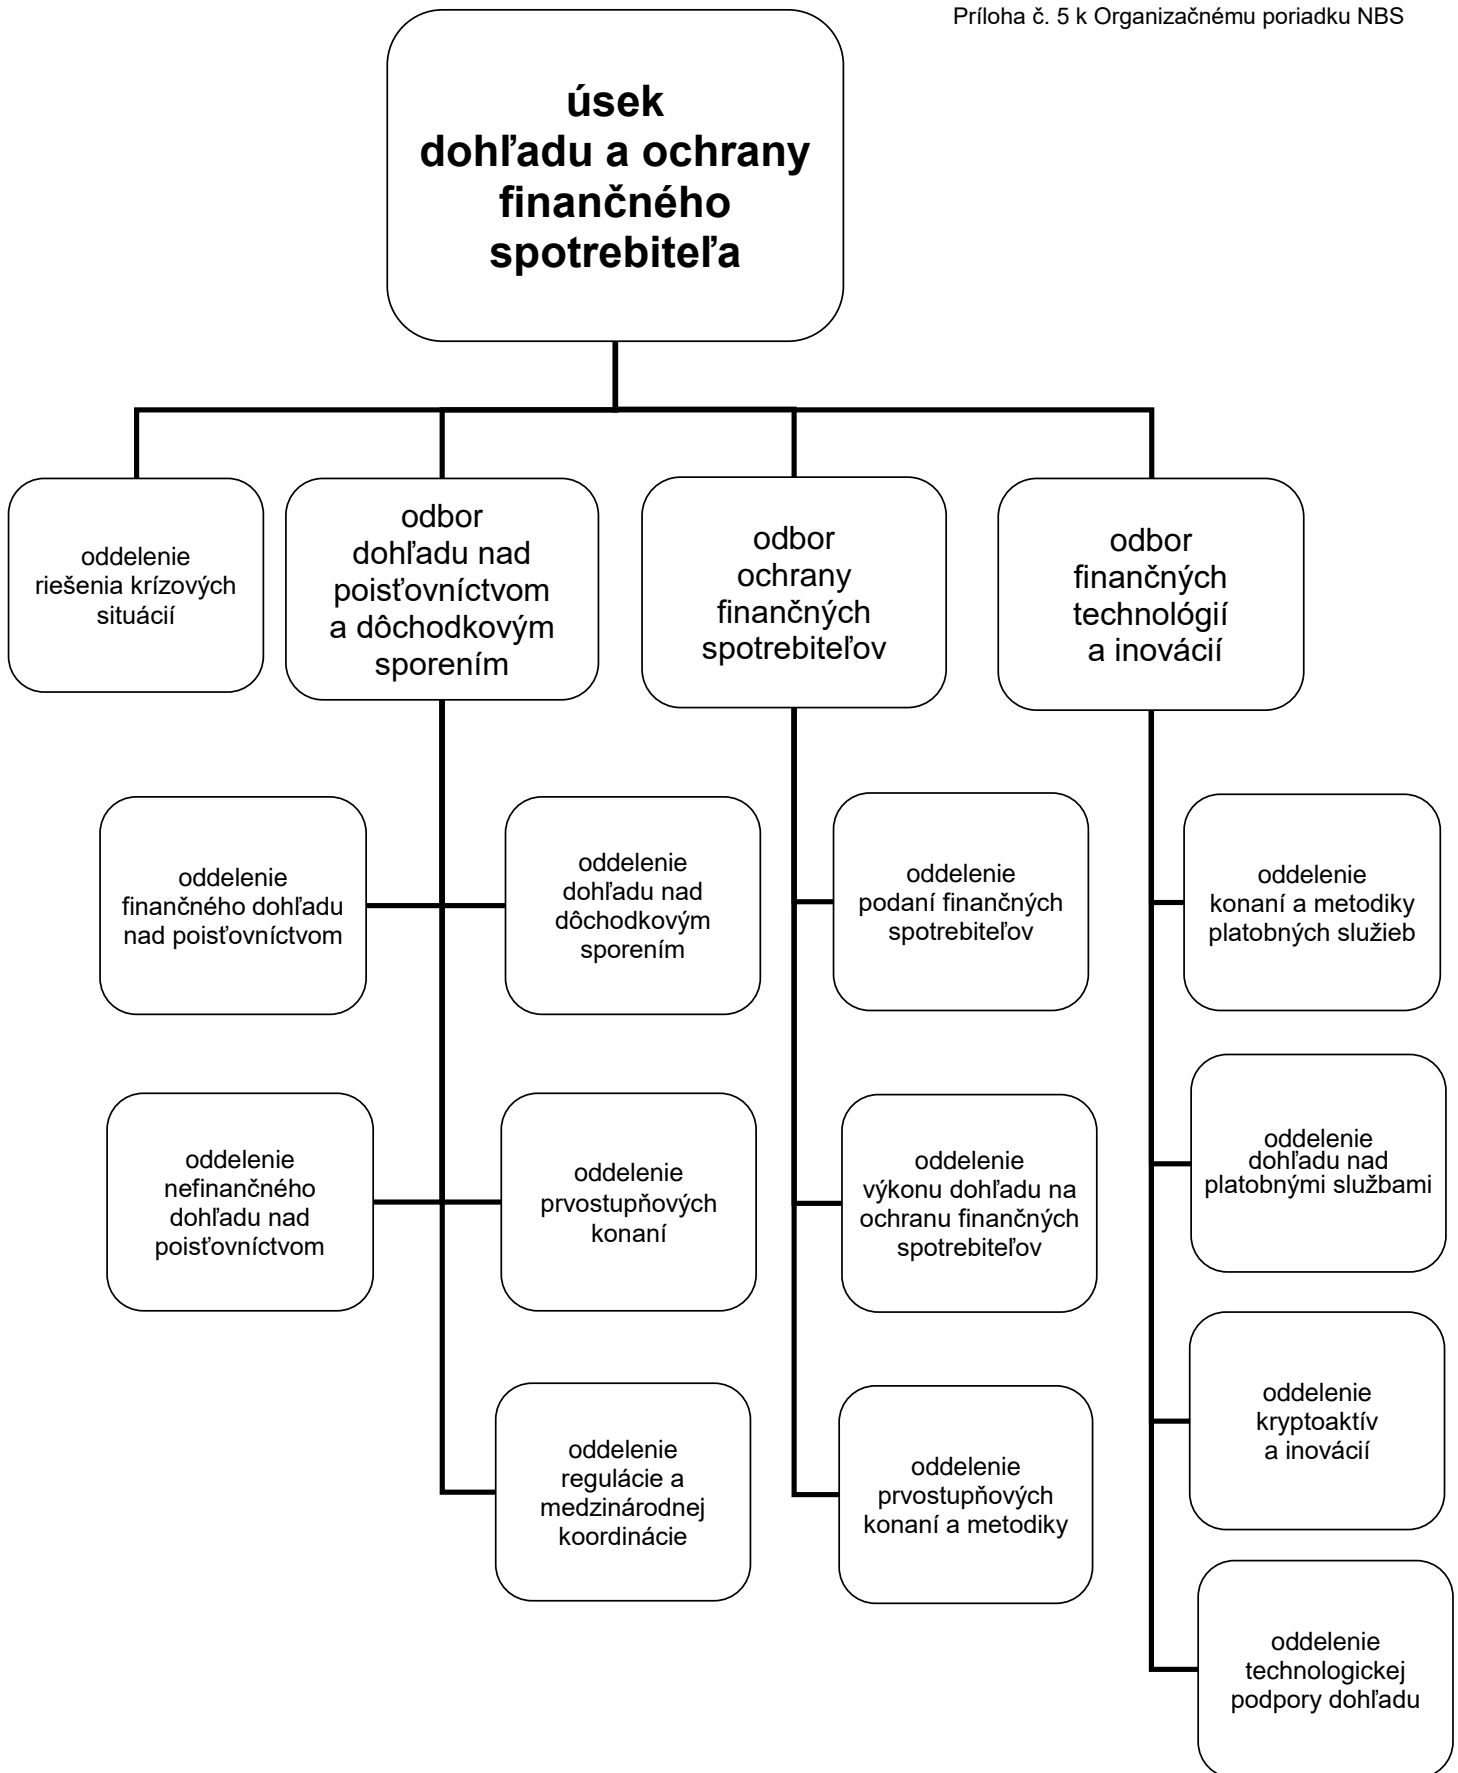 Príloha č. 5 k Organizačnému poriadku NBS
úsek
dohľadu a ochrany
finančného
spotrebiteľa
oddelenie
riešenia krízových
situácií
odbor
dohľadu nad
poisťovníctvom
a dôchodkovým
sporením
odbor
ochrany
finančných
spotrebiteľov
odbor
finančných
technológií
a inovácií
oddelenie
finančného dohľadu
nad poisťovníctvom
oddelenie
dohľadu nad
dôchodkovým
sporením
oddelenie
podaní finančných
spotrebiteľov
oddelenie
konaní a metodiky
platobných služieb
oddelenie
nefinančného
dohľadu nad
poisťovníctvom
oddelenie
prvostupňových
konaní
oddelenie
výkonu dohľadu na
ochranu finančných
spotrebiteľov
oddelenie
dohľadu nad
platobnými službami
oddelenie
regulácie a
medzinárodnej
koordinácie
oddelenie
prvostupňových
konaní a metodiky
oddelenie
kryptoaktív
a inovácií
oddelenie
technologickej
podpory dohľadu